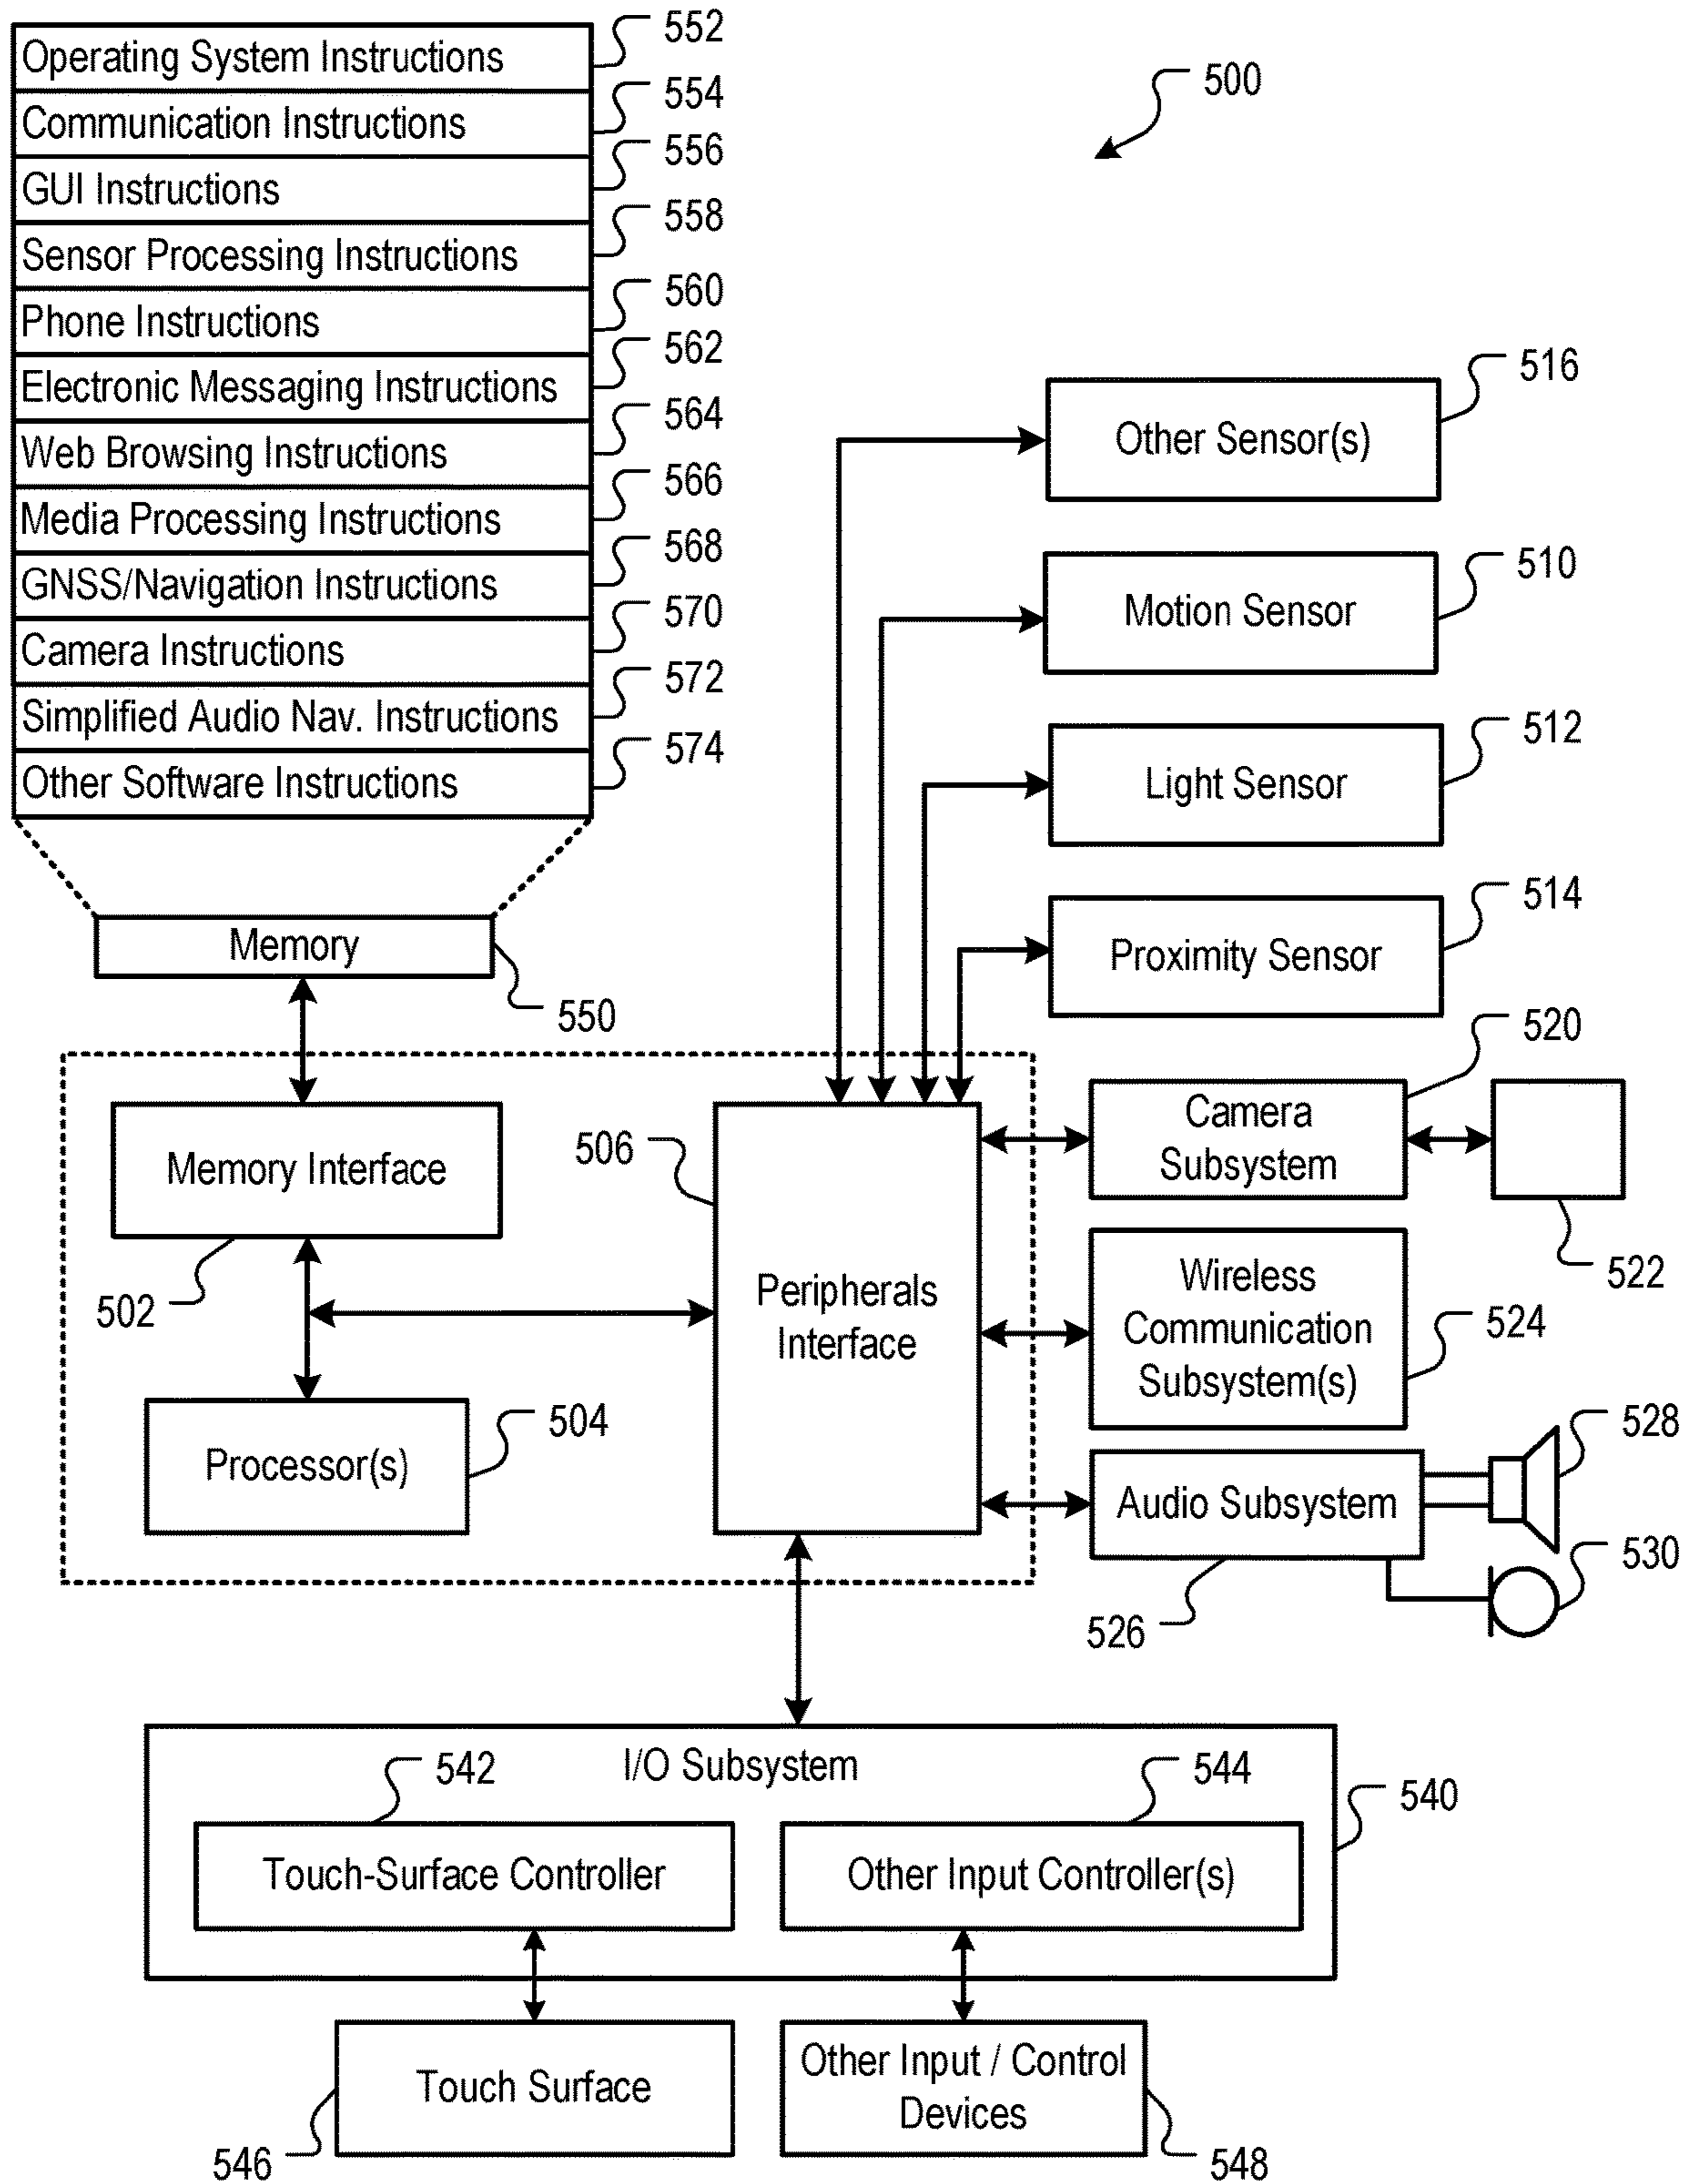 552
Operating System Instructions
554
Communication Instructions
556
GUI Instructions
558
Sensor Processing Instructions
560
Phone Instructions
562
Electronic Messaging Instructions
564
Web Browsing Instructions
566
Media Processing Instructions
568
GNSS/Navigation Instructions
570
Camera Instructions
572
Simplified Audio Nav. Instructions
574
Other Software Instructions
Memory
550
500
516
Other Sensor(s)
510
Motion Sensor
512
Light Sensor
514
Proximity Sensor
520
Camera
Subsystem
522
Memory Interface
502
506
Peripherals
Interface
Wireless
Communication
Subsystem(s)
524
504
Processor(s)
528
Audio Subsystem
530
526
I/O Subsystem
542
544
540
Touch-Surface Controller
Other Input Controller(s)
Touch Surface
546
Other Input / Control
Devices
548